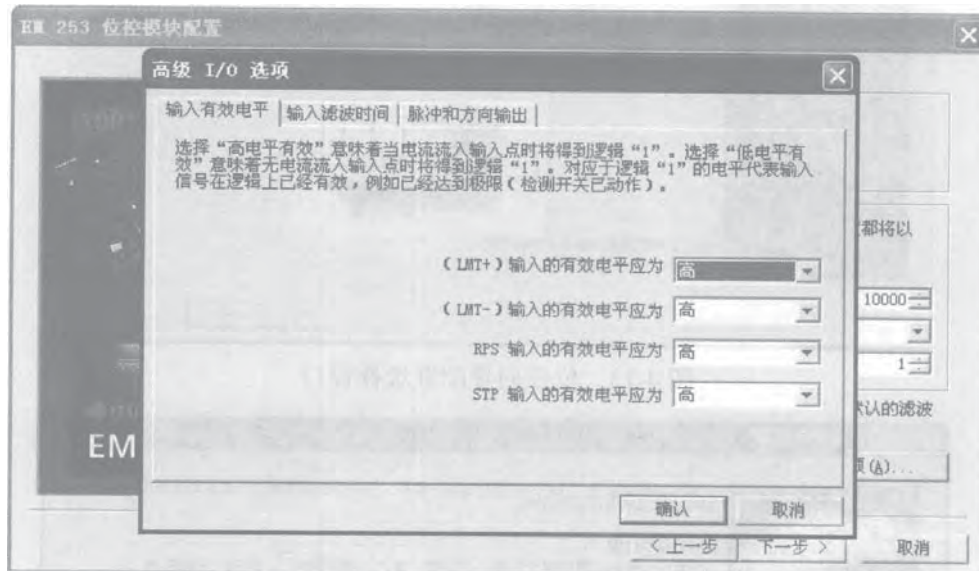 EM 253 位控模块配置
高级 I/O 选项
输入有效电平 输入滤波时间 脉冲和方向输出
选择“高电平有效”意味着当电流流入输入点时将得到逻辑“1”。选择“低电平有
效”意味着无电流流入输入点时将得到逻辑“1”。对应于逻辑“1”的电平代表输入
信号在逻辑上已经有效，例如已经达到极限（检测开关已动作）。
都将以
（LMT+）输入的有效电平应为 高
10000
（LMT-）输入的有效电平应为 高
RPS 输入的有效电平应为 高
1
STP 输入的有效电平应为 高
认的滤波
EM
(A)...
确认 取消
<上一步 下一步> 取消